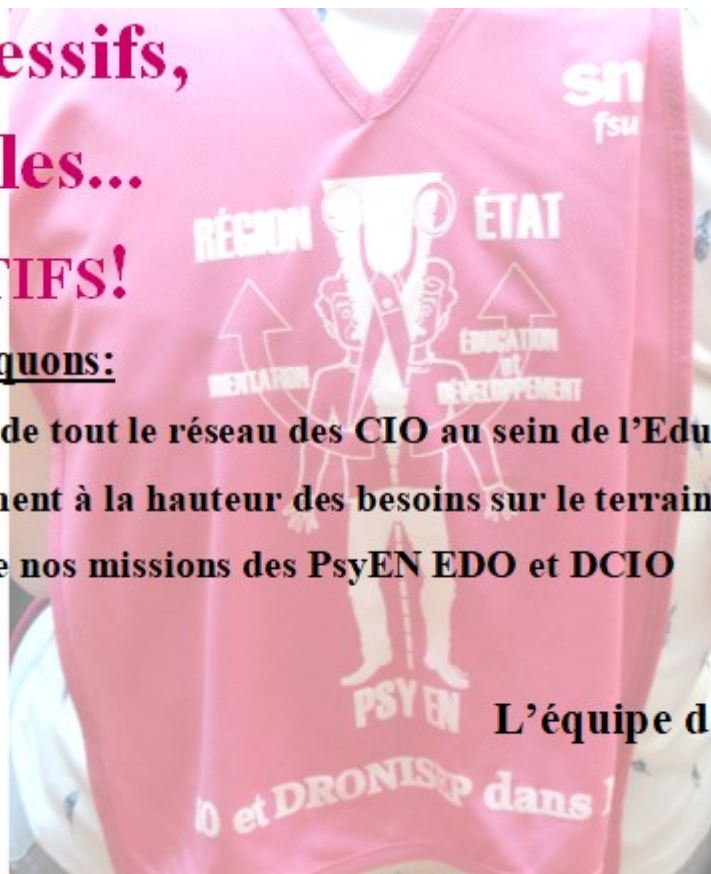 essifs,
les...
TIFS!
quons:
de tout le réseau des CIO au sein de l'Edu
ment à la hauteur des besoins sur le terrain
e nos missions des PsyEN EDO et DCIO
L'équipe d
sn
fsu
RÉGION ÉTAT
IENTATION
ÉDUCATION
et
DÉVELOPPEMENT
PSY EN
O et DRONISEP dans l